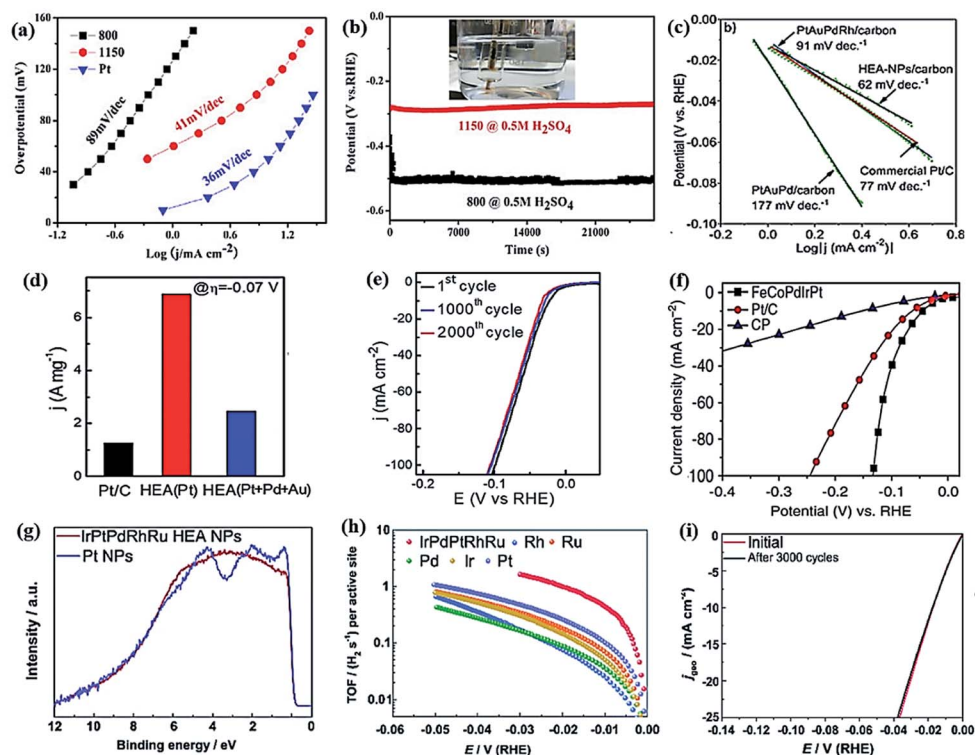 (a)
800
1150
Pt
89mV/dec
41mV/dec
36mV/dec
Overpotential (mV)
160
120
80
40
0
-1.2 -0.6 0.0 0.6 1.2
Log (j/mA cm⁻²)
(b)
1150 @ 0.5M H₂SO₄
800 @ 0.5M H₂SO₄
Potential (V vs.RHE)
0.0
-0.2
-0.4
-0.6
0 7000 14000 21000
Time (s)
(c)
b)
PtAuPdRh/carbon
91 mV dec.⁻¹
HEA-NPs/carbon
62 mV dec.⁻¹
Commercial Pt/C
77 mV dec.⁻¹
PtAuPd/carbon
177 mV dec.⁻¹
Potential (V vs. RHE)
0.00
-0.02
-0.04
-0.06
-0.08
-0.10
0.0 0.2 0.4 0.6 0.8
Log|j (mA cm⁻²)|
(d)
@η=-0.07 V
j (A mg⁻¹)
6
4
2
0
Pt/C HEA(Pt) HEA(Pt+Pd+Au)
(e)
1ˢᵗ cycle
1000ᵗʰ cycle
2000ᵗʰ cycle
j (mA cm⁻²)
0
-20
-40
-60
-80
-100
-0.2 -0.1 0.0
E (V vs RHE)
(f)
FeCoPdIrPt
Pt/C
CP
Current density (mA cm⁻²)
0
-20
-40
-60
-80
-100
-0.4 -0.3 -0.2 -0.1 0.0
Potential (V) vs. RHE
(g)
IrPtPdRhRu HEA NPs
Pt NPs
Intensity / a.u.
12 10 8 6 4 2 0
Binding energy / eV
(h)
IrPdPtRhRu Rh Ru
Pd Ir Pt
TOF / (H₂ s⁻¹) per active site
10
1
0.1
0.01
-0.05 -0.04 -0.03 -0.02 -0.01 0.00
E / V (RHE)
(i)
Initial
After 3000 cycles
j_geo / (mA cm⁻²)
0
-5
-10
-15
-20
-25
-0.10 -0.08 -0.06 -0.04 -0.02 0.00
E / V (RHE)